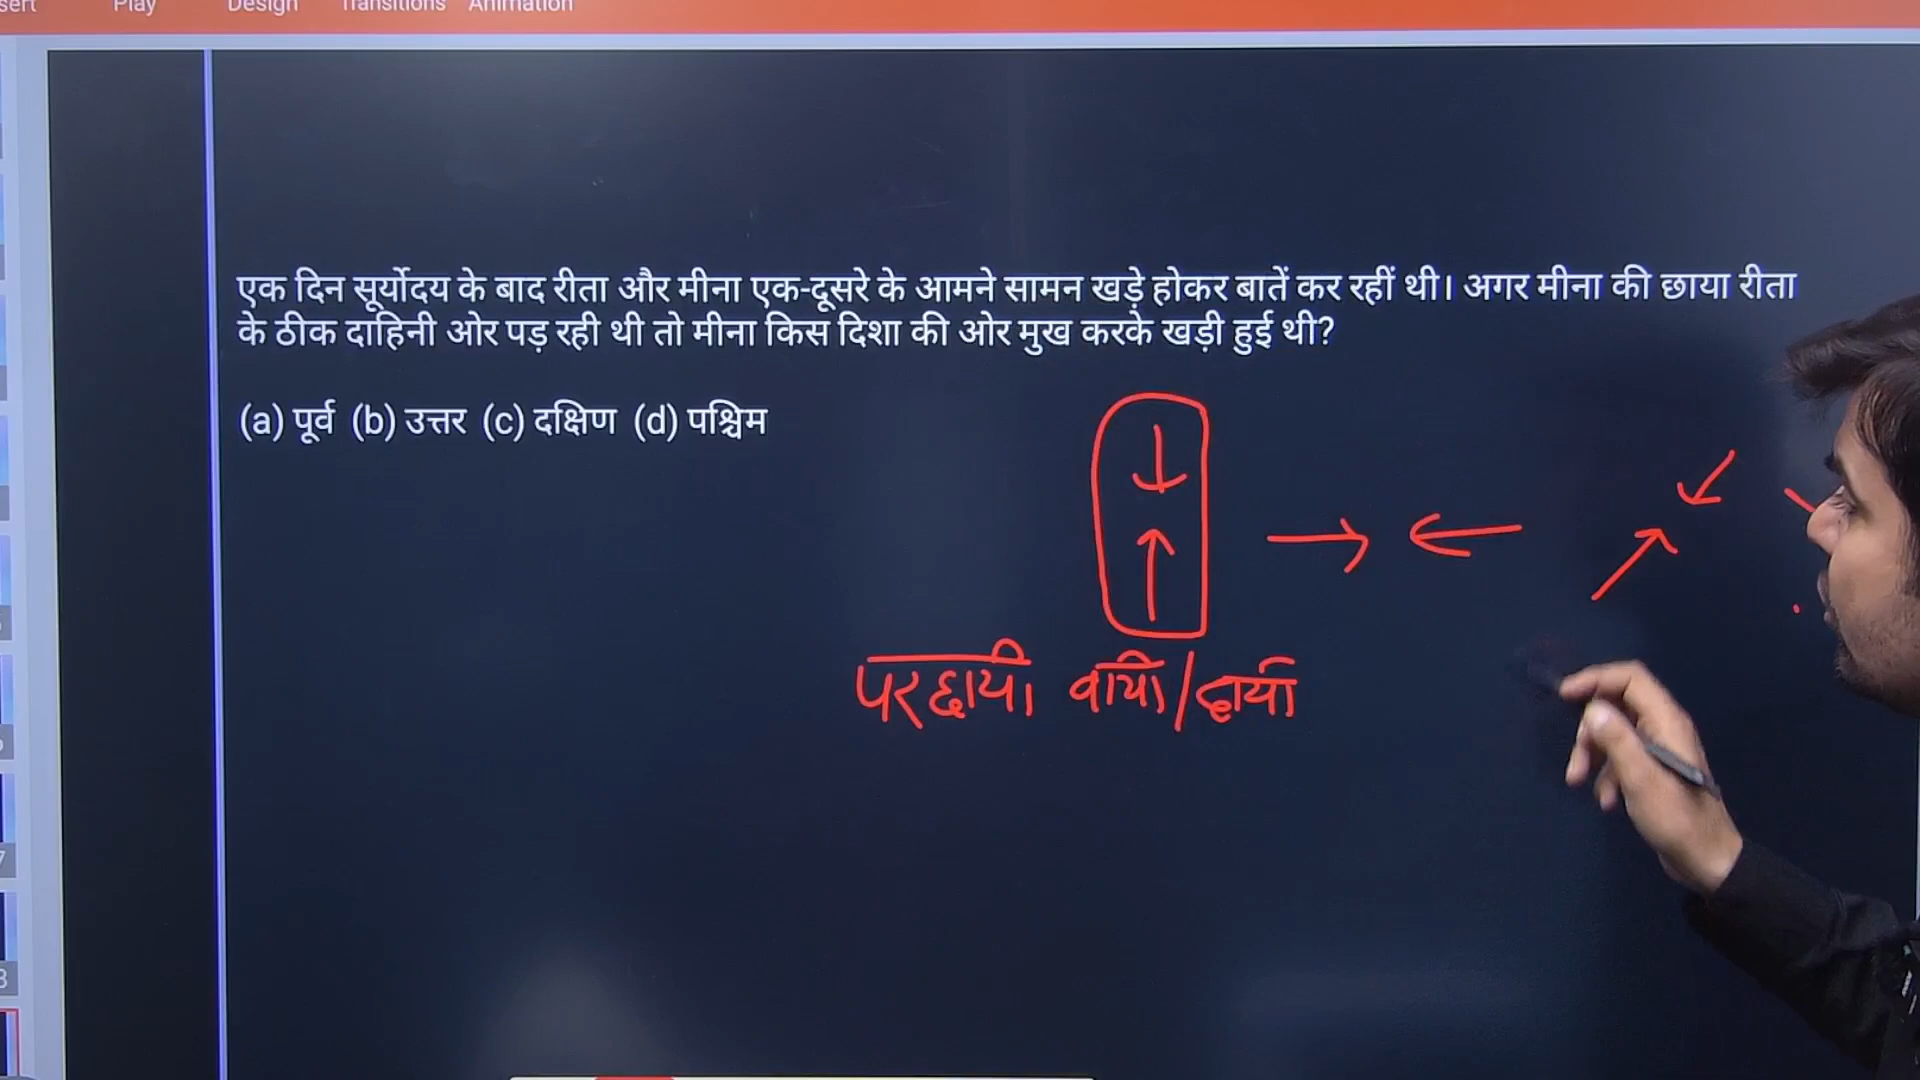 Play Design Transitions Animation
एक दिन सूर्योदय के बाद रीता और मीना एक-दूसरे के आमने सामन खड़े होकर बातें कर रहीं थी। अगर मीना की छाया रीता
के ठीक दाहिनी ओर पड़ रही थी तो मीना किस दिशा की ओर मुख करके खड़ी हुई थी?
(a) पूर्व (b) उत्तर (c) दक्षिण (d) पश्चिम
परछायी वायी/दायी